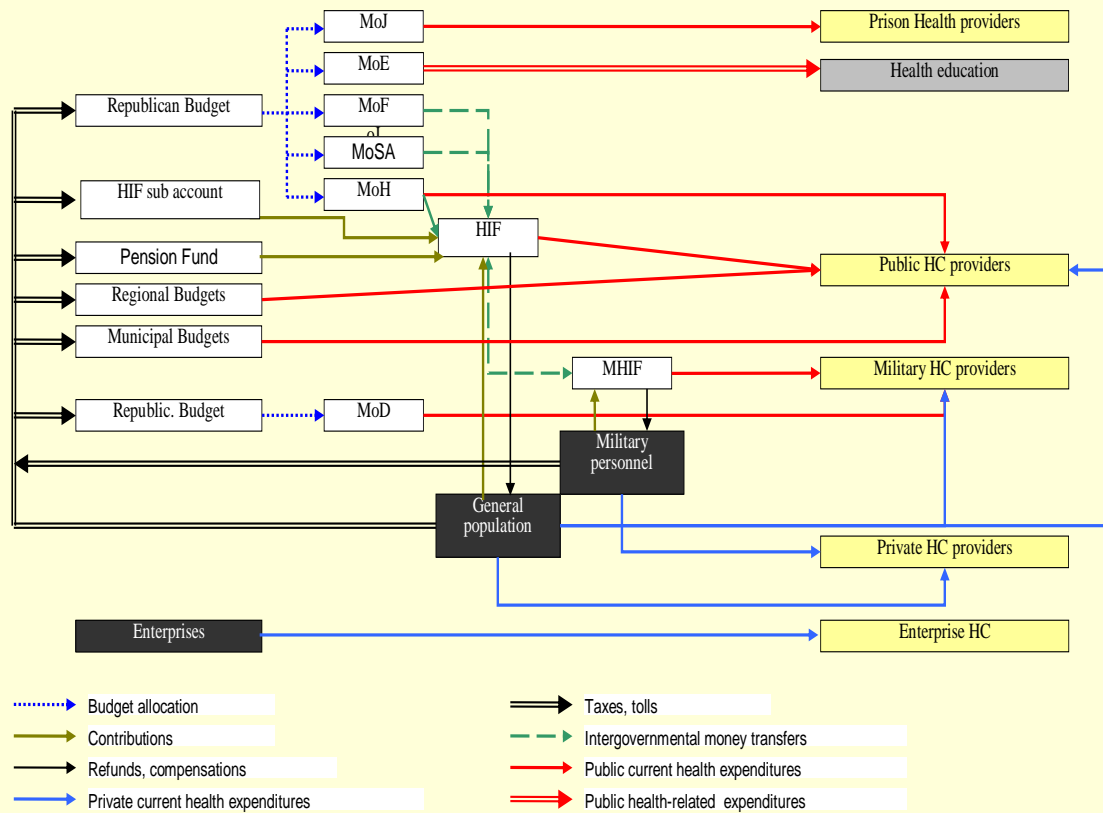 MoJ
Prison Health providers
MoE
Health education
Republican Budget
MoF
MoSA
HIF sub account
MoH
HIF
Pension Fund
Public HC providers
Regional Budgets
Municipal Budgets
MHIF
Military HC providers
Republic. Budget
MoD
Military
personnel
General
population
Private HC providers
Enterprises
Enterprise HC
Budget allocation
Taxes, tolls
Contributions
Intergovernmental money transfers
Refunds, compensations
Public current health expenditures
Private current health expenditures
Public health-related expenditures